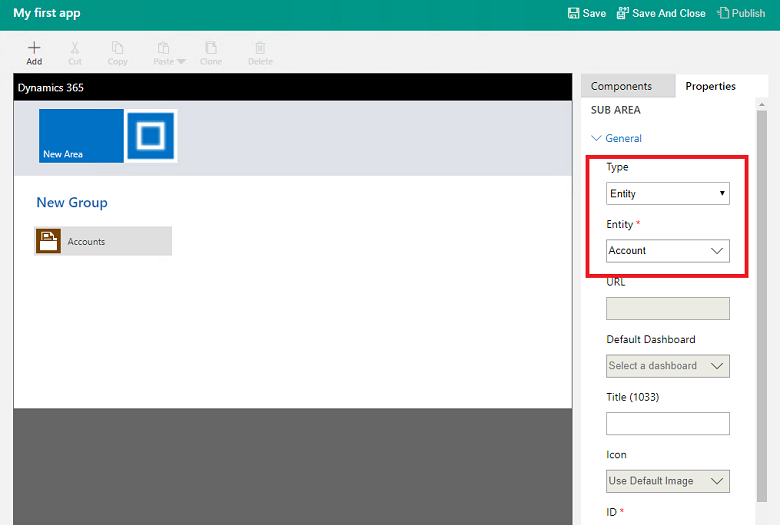 My first app
Save Save And Close Publish
Add Cut Copy Paste Clone Delete
Dynamics 365
New Area
New Group
Accounts
Components Properties
SUB AREA
General
Type
Entity
Entity *
Account
URL
Default Dashboard
Select a dashboard
Title (1033)
Icon
Use Default Image
ID *